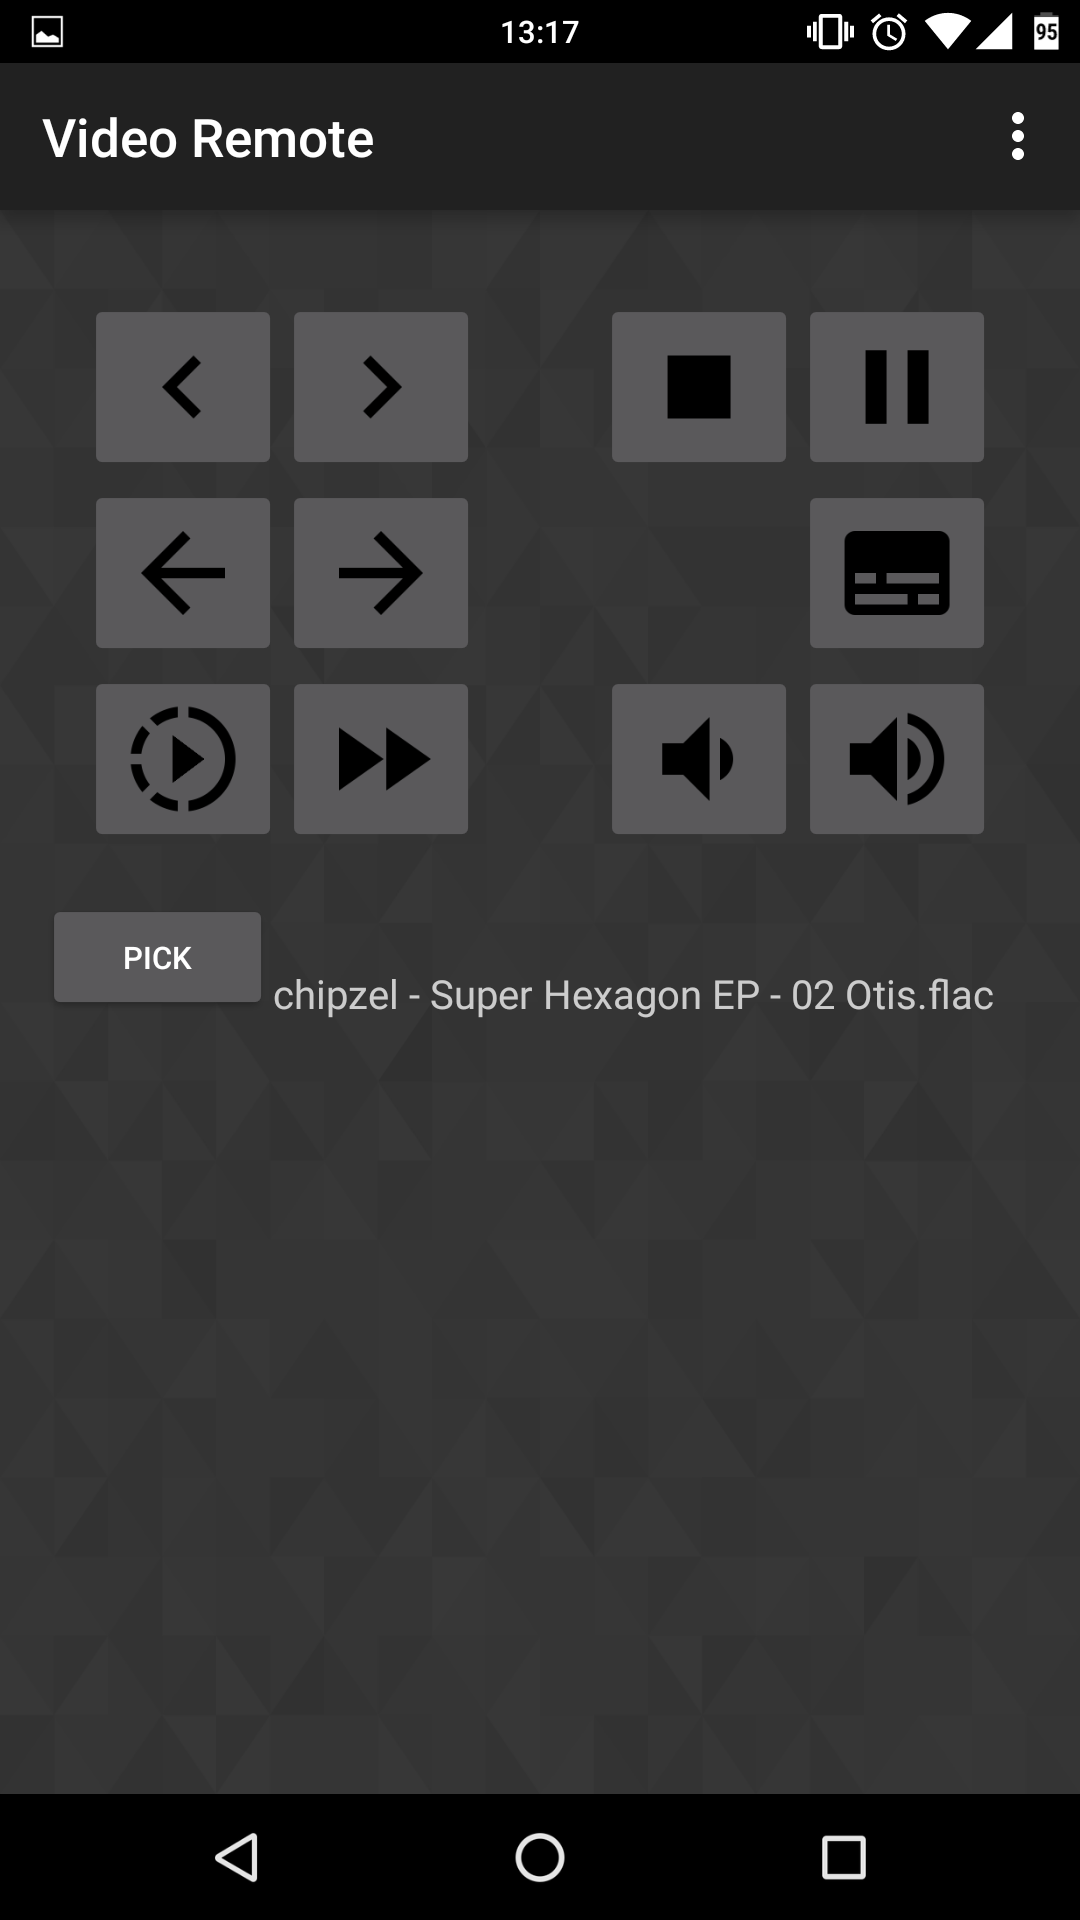 13:17
95
Video Remote
PICK
chipzel - Super Hexagon EP - 02 Otis.flac